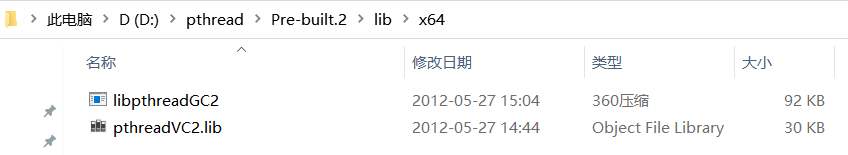 此电脑 > D (D:) > pthread > Pre-built.2 > lib > x64
名称 修改日期 类型 大小
libpthreadGC2 2012-05-27 15:04 360压缩 92 KB
pthreadVC2.lib 2012-05-27 14:44 Object File Library 30 KB